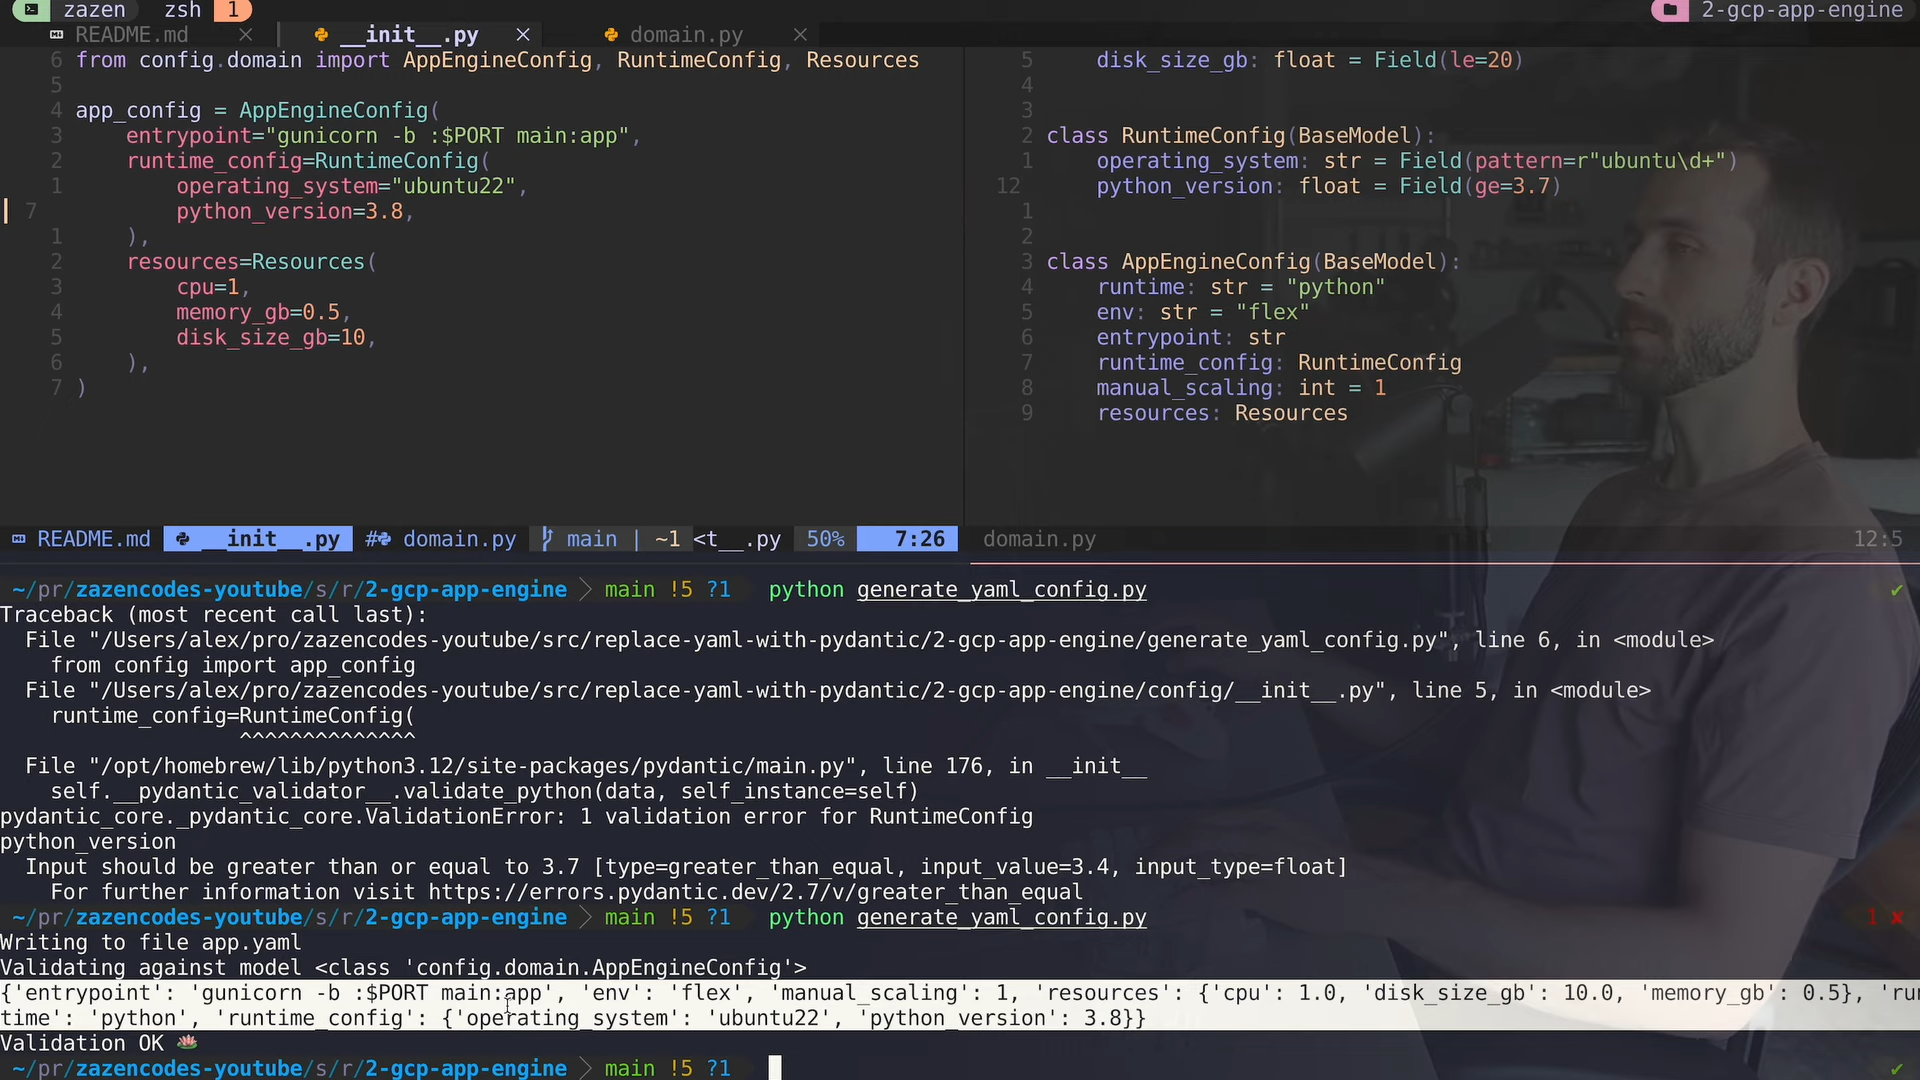 zazen zsh 1 2-gcp-app-engine
README.md × __init__.py × domain.py ×
6 from config.domain import AppEngineConfig, RuntimeConfig, Resources
5
4 app_config = AppEngineConfig(
3     entrypoint="gunicorn -b :$PORT main:app",
2     runtime_config=RuntimeConfig(
1         operating_system="ubuntu22",
7         python_version=3.8,
1     ),
2     resources=Resources(
3         cpu=1,
4         memory_gb=0.5,
5         disk_size_gb=10,
6     ),
7 )
5     disk_size_gb: float = Field(le=20)
4
3
2 class RuntimeConfig(BaseModel):
1     operating_system: str = Field(pattern=r"ubuntu\d+")
12     python_version: float = Field(ge=3.7)
1
2
3 class AppEngineConfig(BaseModel):
4     runtime: str = "python"
5     env: str = "flex"
6     entrypoint: str
7     runtime_config: RuntimeConfig
8     manual_scaling: int = 1
9     resources: Resources
README.md __init__.py # domain.py main | ~1 <t__.py 50% 7:26 domain.py 12:5
~/pr/zazencodes-youtube/s/r/2-gcp-app-engine main !5 ?1 python generate_yaml_config.py ✔
Traceback (most recent call last):
  File "/Users/alex/pro/zazencodes-youtube/src/replace-yaml-with-pydantic/2-gcp-app-engine/generate_yaml_config.py", line 6, in <module>
    from config import app_config
  File "/Users/alex/pro/zazencodes-youtube/src/replace-yaml-with-pydantic/2-gcp-app-engine/config/__init__.py", line 5, in <module>
    runtime_config=RuntimeConfig(
                   ^^^^^^^^^^^^^^
  File "/opt/homebrew/lib/python3.12/site-packages/pydantic/main.py", line 176, in __init__
    self.__pydantic_validator__.validate_python(data, self_instance=self)
pydantic_core._pydantic_core.ValidationError: 1 validation error for RuntimeConfig
python_version
  Input should be greater than or equal to 3.7 [type=greater_than_equal, input_value=3.4, input_type=float]
    For further information visit https://errors.pydantic.dev/2.7/v/greater_than_equal
~/pr/zazencodes-youtube/s/r/2-gcp-app-engine main !5 ?1 python generate_yaml_config.py 1 ✘
Writing to file app.yaml
Validating against model <class 'config.domain.AppEngineConfig'>
{'entrypoint': 'gunicorn -b :$PORT main:app', 'env': 'flex', 'manual_scaling': 1, 'resources': {'cpu': 1.0, 'disk_size_gb': 10.0, 'memory_gb': 0.5}, 'run
time': 'python', 'runtime_config': {'operating_system': 'ubuntu22', 'python_version': 3.8}}
Validation OK 🪷
~/pr/zazencodes-youtube/s/r/2-gcp-app-engine main !5 ?1 ✔